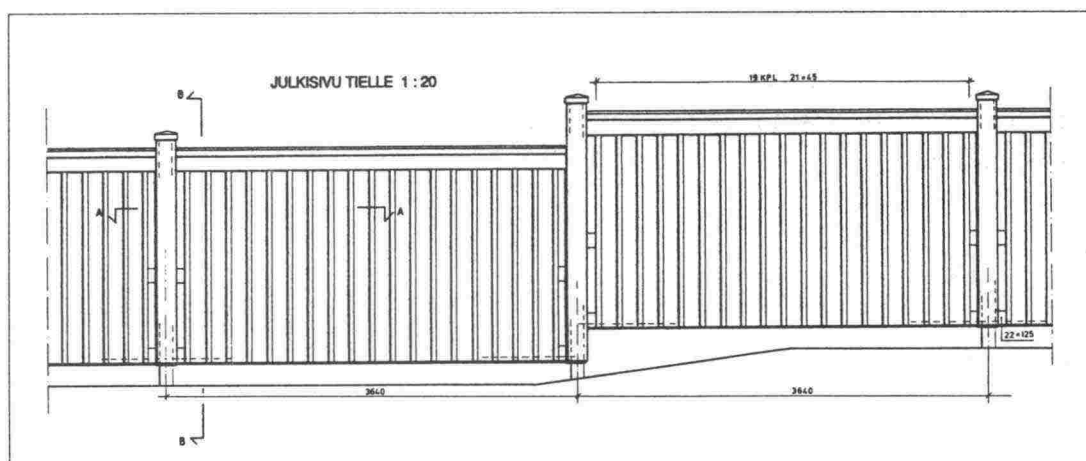 JULKISIVU TIELLE 1:20
19 KPL 21×45
B
A A
22×125
3640 3640
B